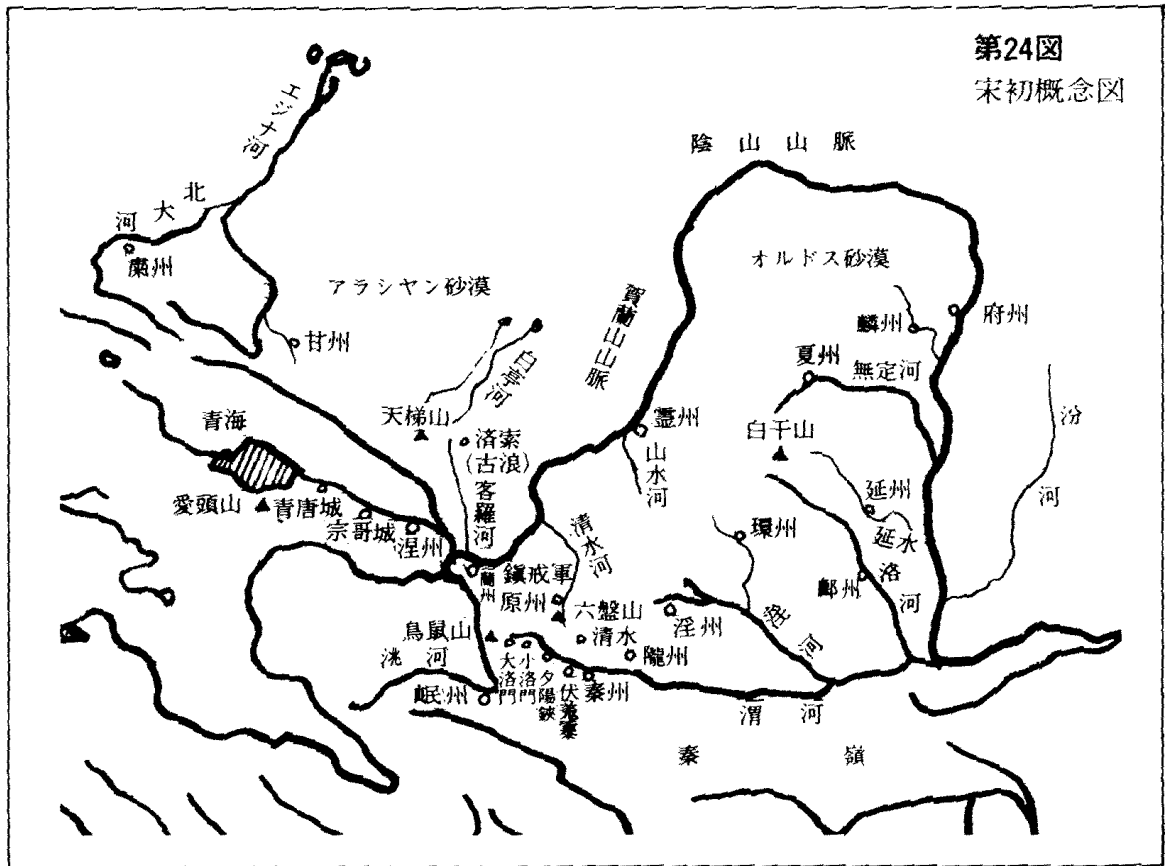 第24図
宋初概念図
陰山山脈
エジナ河
北大河
粛州
オルドス砂漠
アラシヤン砂漠
賀蘭山山脈
府州
麟州
甘州
夏州
無定河
白亭河
天梯山
霊州
白干山
汾河
青海
済索
(古浪)
山水河
延州
愛頭山
青唐城
客羅河
清水河
延水
宗哥城
湟州
環州
洛河
蘭州
鎮戎軍
鄜州
原州
六盤山
涇州
涇河
鳥鼠山
清水
隴州
洮河
大洛門
小洛門
夕陽鋏
秦州
岷州
渭河
秦嶺